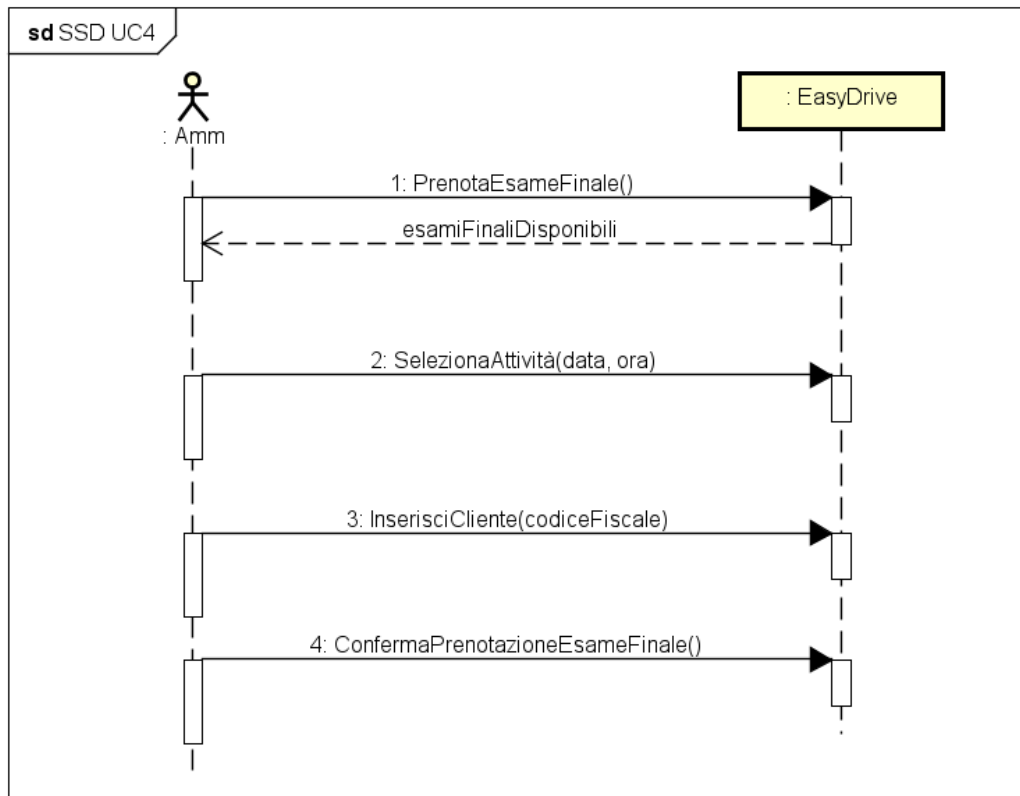 sd SSD UC4
: Amm
: EasyDrive
1: PrenotaEsameFinale()
esamiFinaliDisponibili
2: SelezionaAttività(data, ora)
3: InserisciCliente(codiceFiscale)
4: ConfermaPrenotazioneEsameFinale()